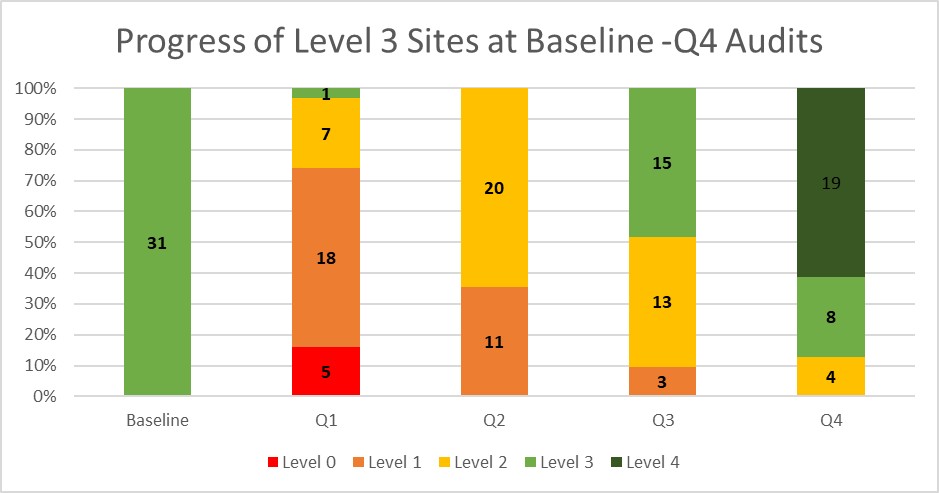 Progress of Level 3 Sites at Baseline -Q4 Audits
100%
90%
80%
70%
60%
50%
40%
30%
20%
10%
0%
31
1
7
18
5
20
11
15
13
3
19
8
4
Baseline
Q1
Q2
Q3
Q4
Level 0
Level 1
Level 2
Level 3
Level 4